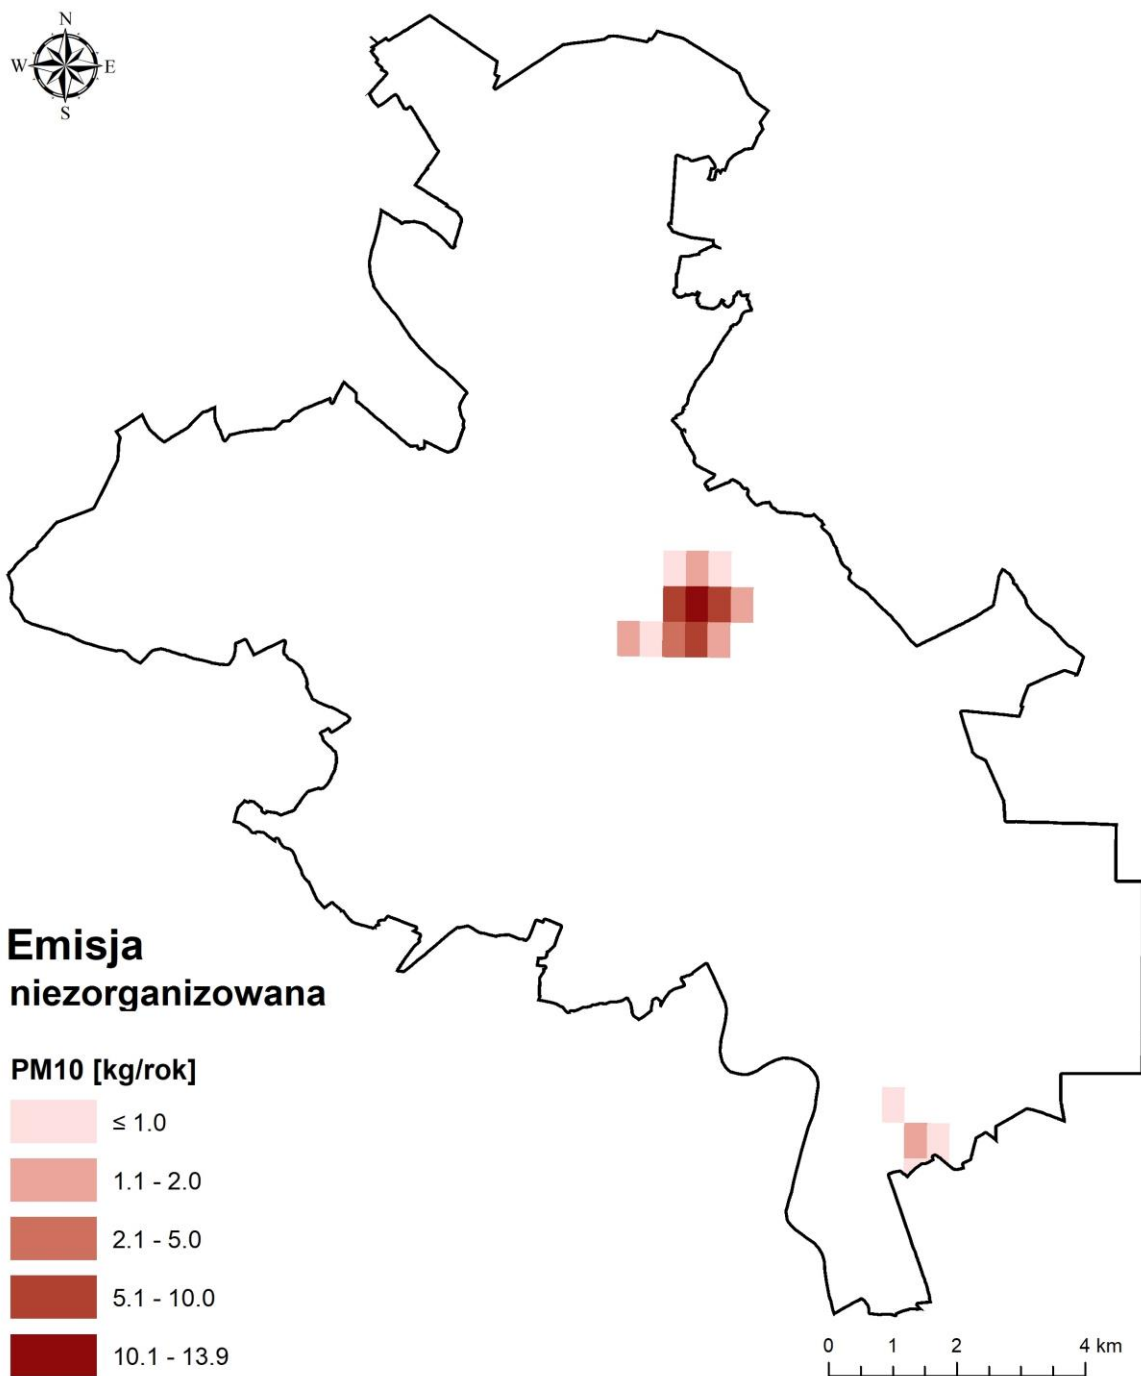 N
W E
S
Emisja
niezorganizowana
PM10 [kg/rok]
≤ 1.0
1.1 - 2.0
2.1 - 5.0
5.1 - 10.0
10.1 - 13.9
0 1 2 4 km